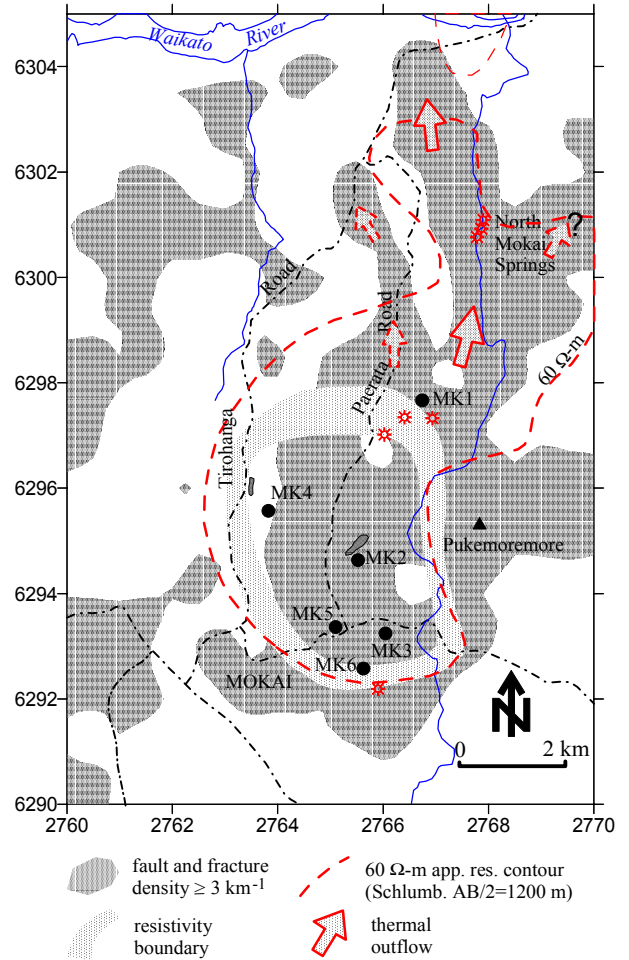 6304
6302
6300
6298
6296
6294
6292
6290
2760
2762
2764
2766
2768
2770
Waikato
River
North
Mokai
Springs
?
Road
Road
Paerata
Tirohanga
60 Ω-m
MK1
MK4
MK2
Pukemoremore
MK5
MK3
MK6
MOKAI
N
0
2 km
fault and fracture
density ≥ 3 km-1
60 Ω-m app. res. contour
(Schlumb. AB/2=1200 m)
resistivity
boundary
thermal
outflow